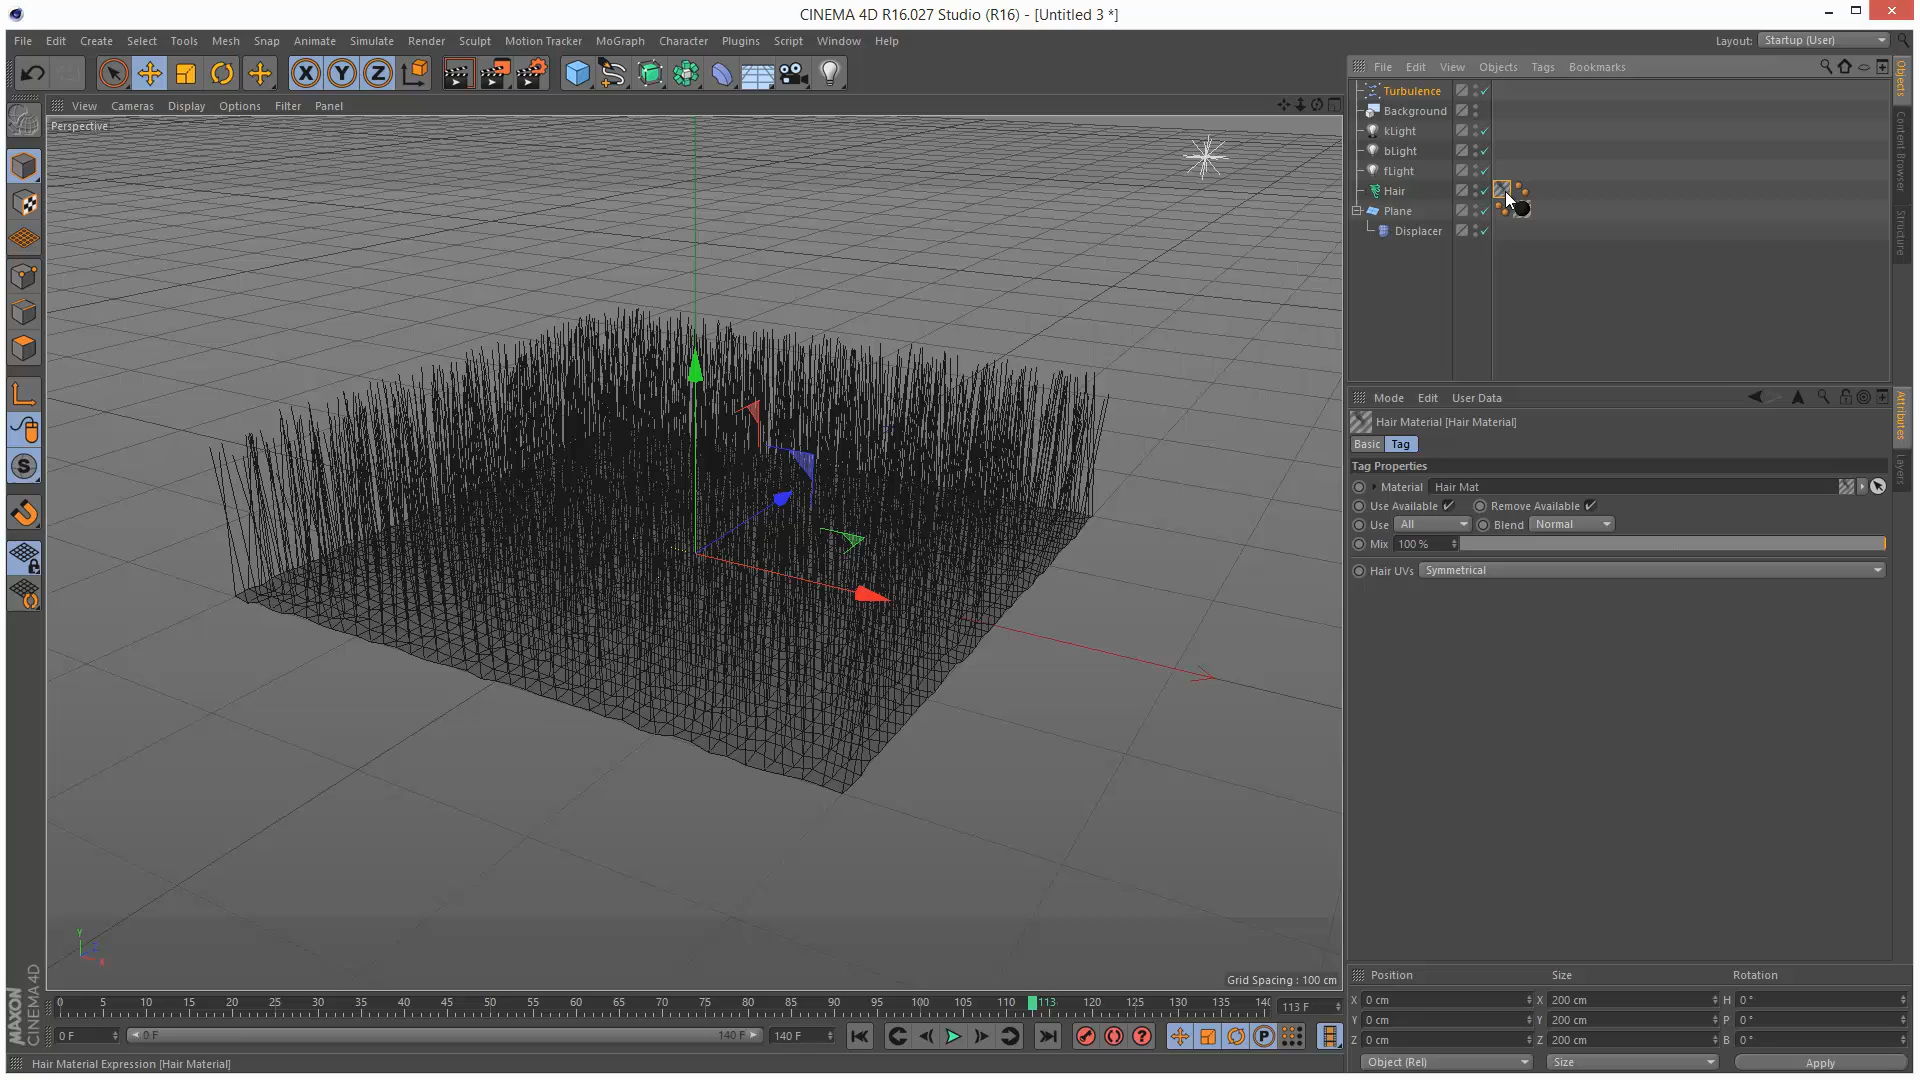 CINEMA 4D R16.027 Studio (R16) - [Untitled 3 *]
File Edit Create Select Tools Mesh Snap Animate Simulate Render Sculpt Motion Tracker MoGraph Character Plugins Script Window Help
Layout: Startup (User)
X Y Z
View Cameras Display Options Filter Panel
Perspective
S
Grid Spacing : 100 cm
Y
X
MAXON
CINEMA 4D
File Edit View Objects Tags Bookmarks
Turbulence
Background
kLight
bLight
fLight
Hair
Plane
Displacer
Objects
Content Browser
Structure
Mode Edit User Data
Hair Material [Hair Material]
Basic Tag
Tag Properties
Material Hair Mat
Use Available Remove Available
Use All Blend Normal
Mix 100 %
Hair UVs Symmetrical
Attributes
Layers
Position Size Rotation
X 0 cm X 200 cm H 0 °
Y 0 cm Y 200 cm P 0 °
Z 0 cm Z 200 cm B 0 °
Object (Rel) Size Apply
0 5 10 15 20 25 30 35 40 45 50 55 60 65 70 75 80 85 90 95 100 105 110 113 120 125 130 135 140
113 F
0 F 0 F 140 F 140 F
P
Hair Material Expression [Hair Material]